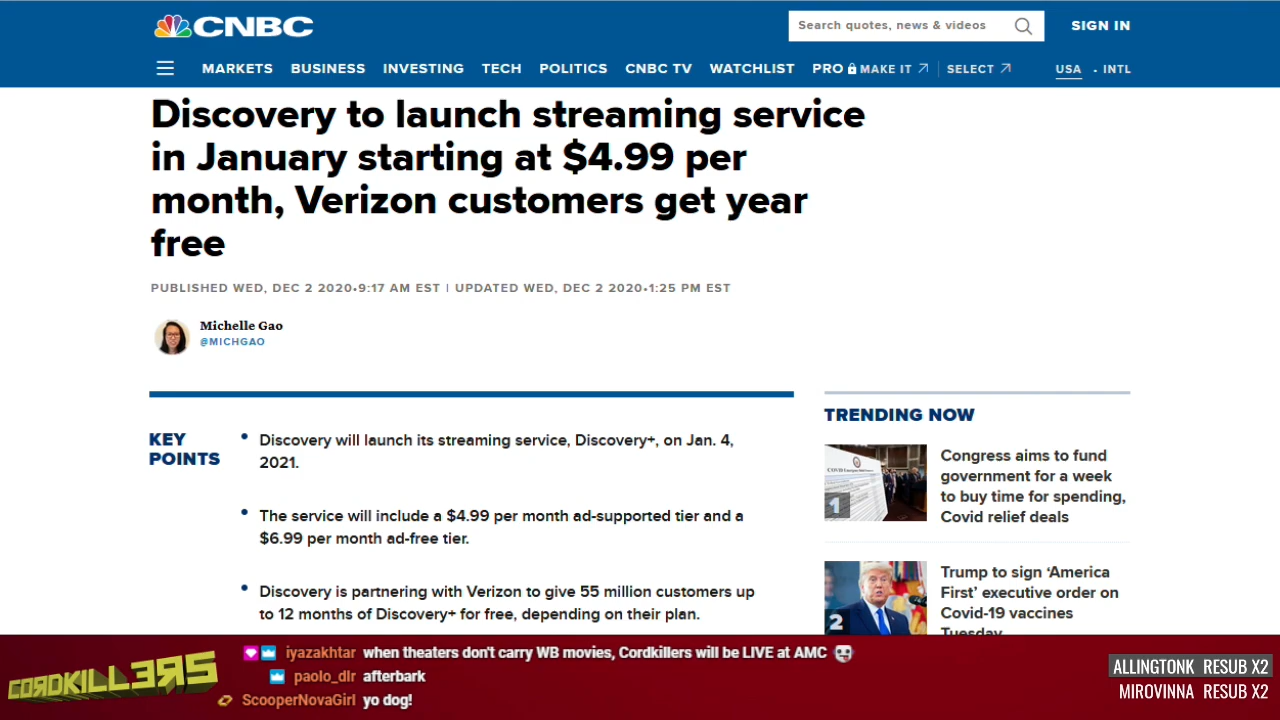 CNBC
Search quotes, news & videos
SIGN IN
MARKETS BUSINESS INVESTING TECH POLITICS CNBC TV WATCHLIST PRO MAKE IT SELECT USA • INTL
Discovery to launch streaming service
in January starting at $4.99 per
month, Verizon customers get year
free
PUBLISHED WED, DEC 2 2020•9:17 AM EST | UPDATED WED, DEC 2 2020•1:25 PM EST
Michelle Gao
@MICHGAO
KEY
POINTS
• Discovery will launch its streaming service, Discovery+, on Jan. 4,
2021.
• The service will include a $4.99 per month ad-supported tier and a
$6.99 per month ad-free tier.
• Discovery is partnering with Verizon to give 55 million customers up
to 12 months of Discovery+ for free, depending on their plan.
TRENDING NOW
1
Congress aims to fund
government for a week
to buy time for spending,
Covid relief deals
2
Trump to sign ‘America
First’ executive order on
Covid-19 vaccines
Tuesday
CORDKILLERS
iyazakhtar when theaters don't carry WB movies, Cordkillers will be LIVE at AMC
paolo_dlr afterbark
ScooperNovaGirl yo dog!
ALLINGTONK RESUB X2
MIROVINNA RESUB X2